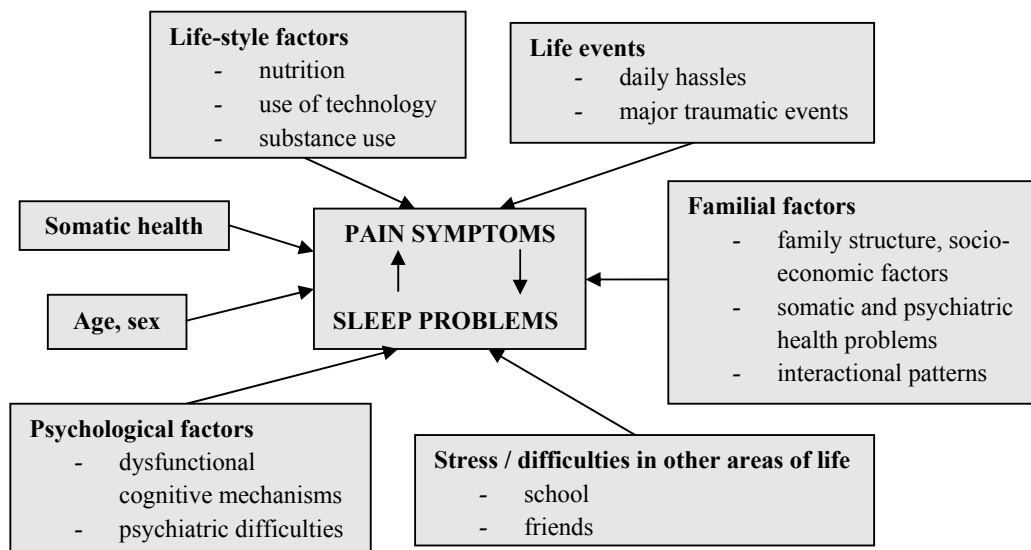 Life-style factors
- nutrition
- use of technology
- substance use
Life events
- daily hassles
- major traumatic events
Somatic health
Age, sex
PAIN SYMPTOMS
SLEEP PROBLEMS
Familial factors
- family structure, socio-
economic factors
- somatic and psychiatric
health problems
- interactional patterns
Psychological factors
- dysfunctional
cognitive mechanisms
- psychiatric difficulties
Stress / difficulties in other areas of life
- school
- friends